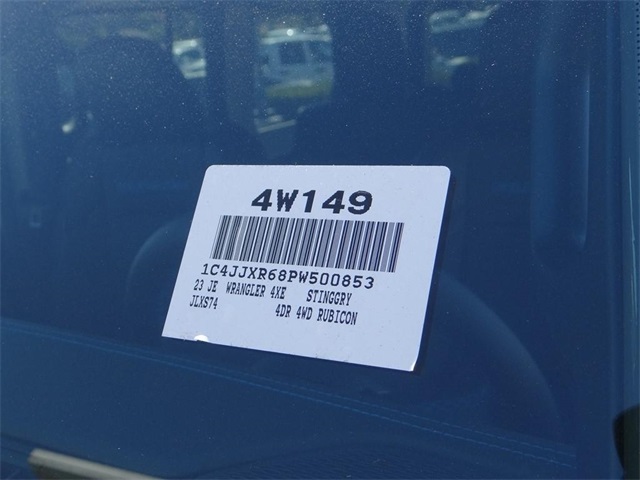 4W149
1C4JJXR68PW500853
23 JE WRANGLER 4XE STINGGRY
JLXS74 4DR 4WD RUBICON